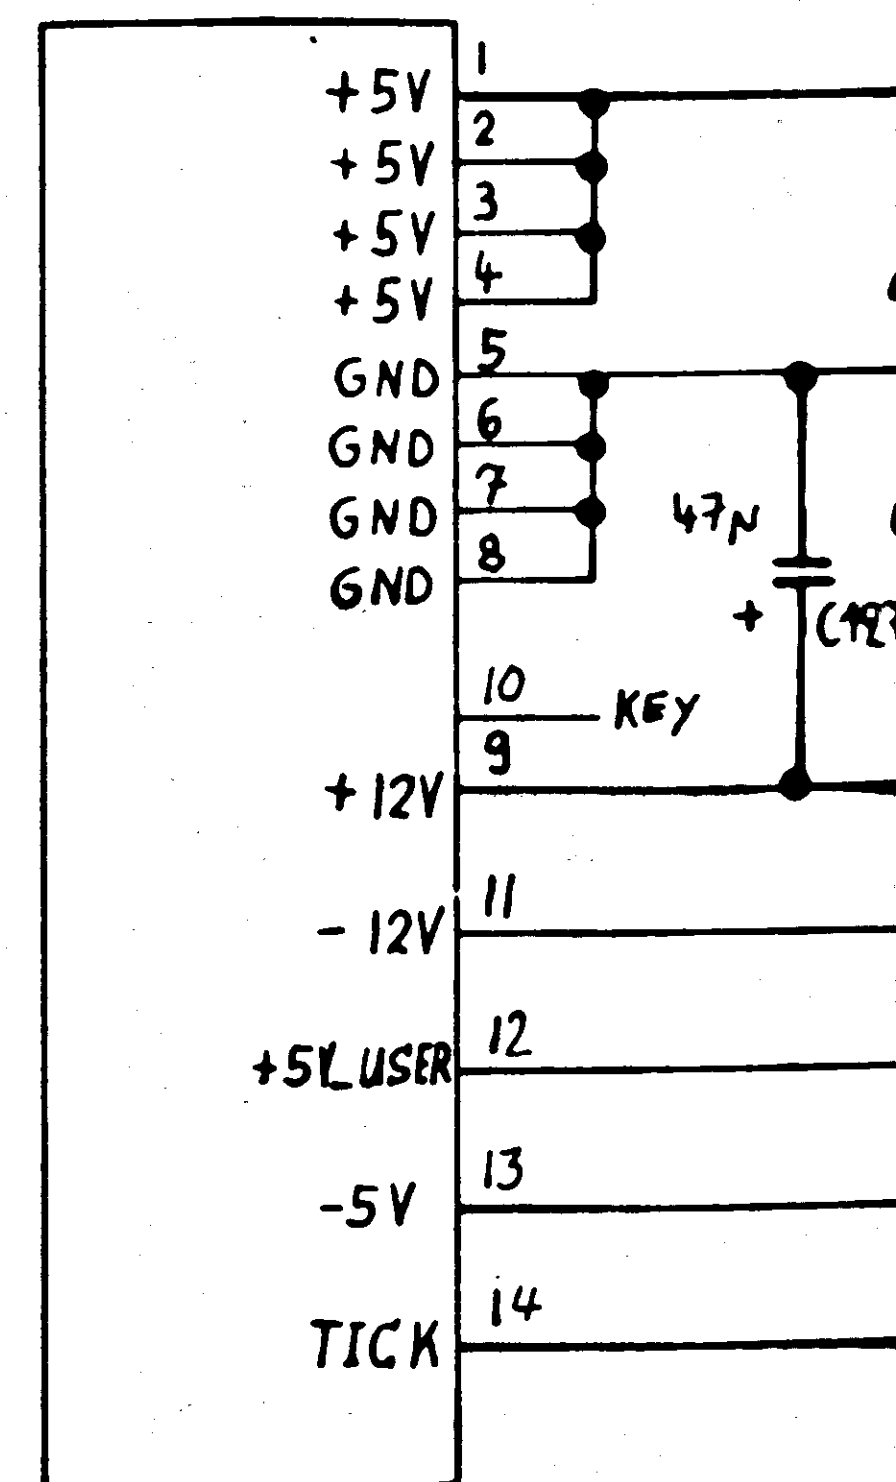 1
+5V
2
+5V
3
+5V
4
+5V
5
GND
6
GND
7
GND
47µ
8
GND
+
10
KEY
9
+12V
11
-12V
12
+5V_USER
13
-5V
14
TICK